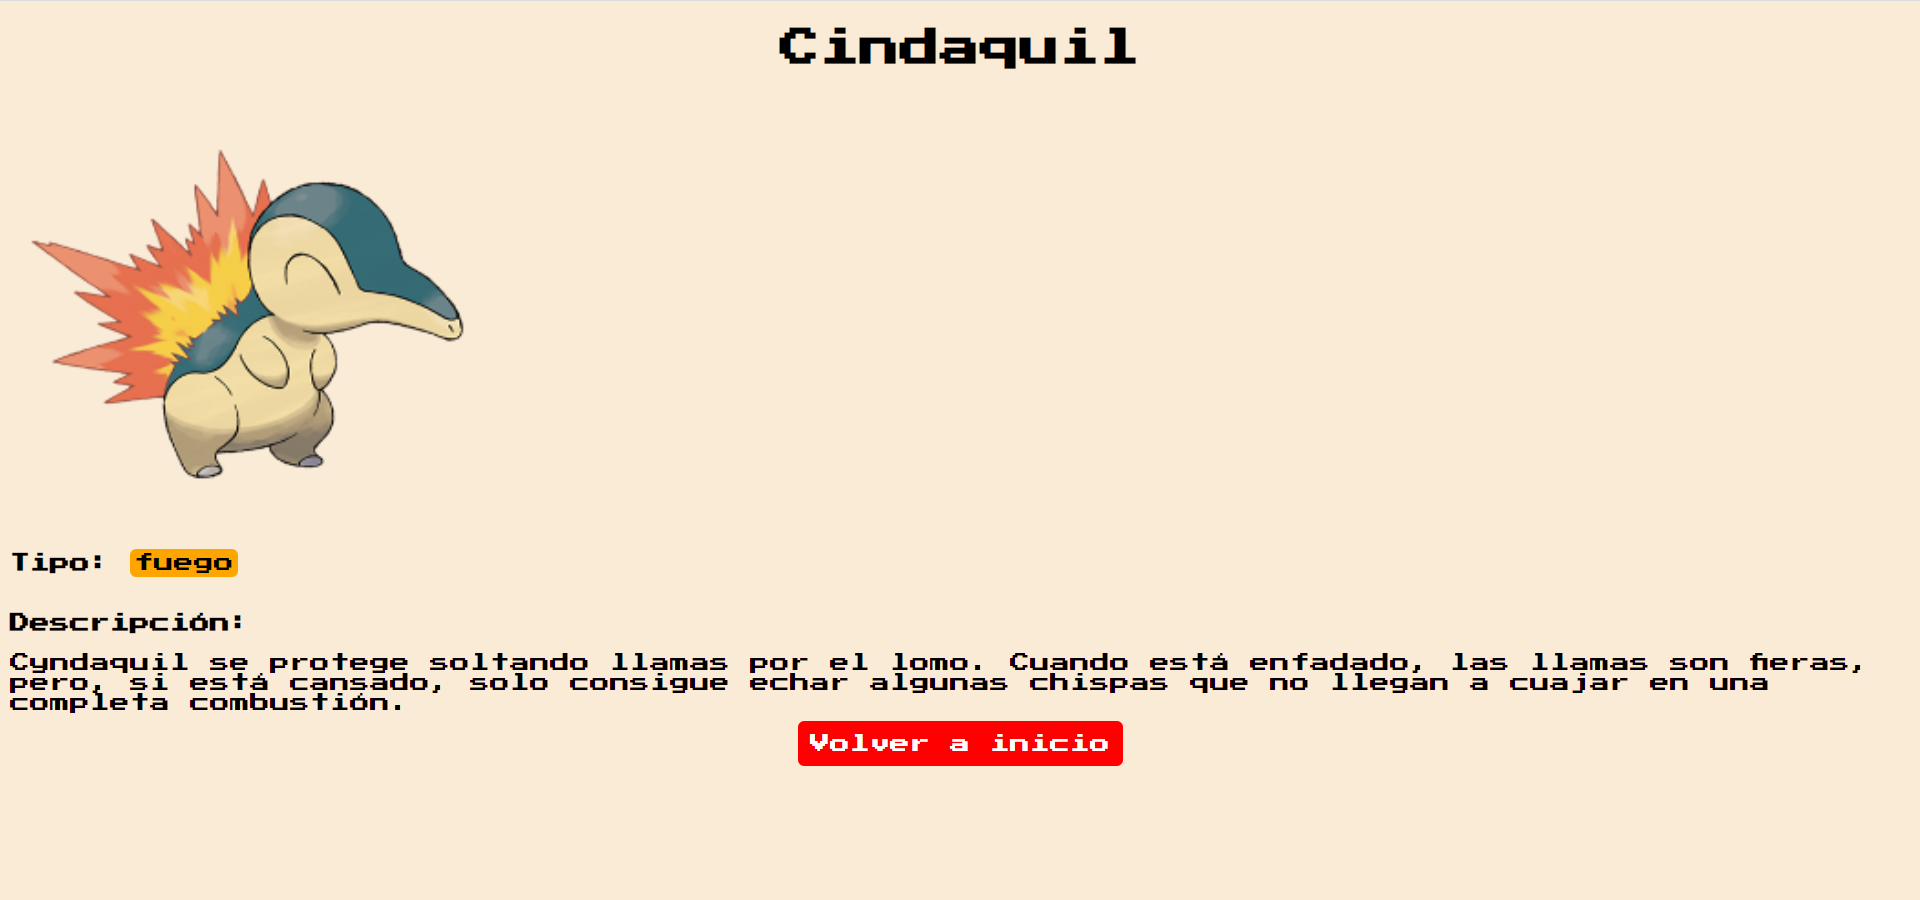 Cindaquil
Tipo: fuego
Descripción:
Cyndaquil se protege soltando llamas por el lomo. Cuando está enfadado, las llamas son fieras,
pero, si está cansado, solo consigue echar algunas chispas que no llegan a cuajar en una
completa combustión.
Volver a inicio